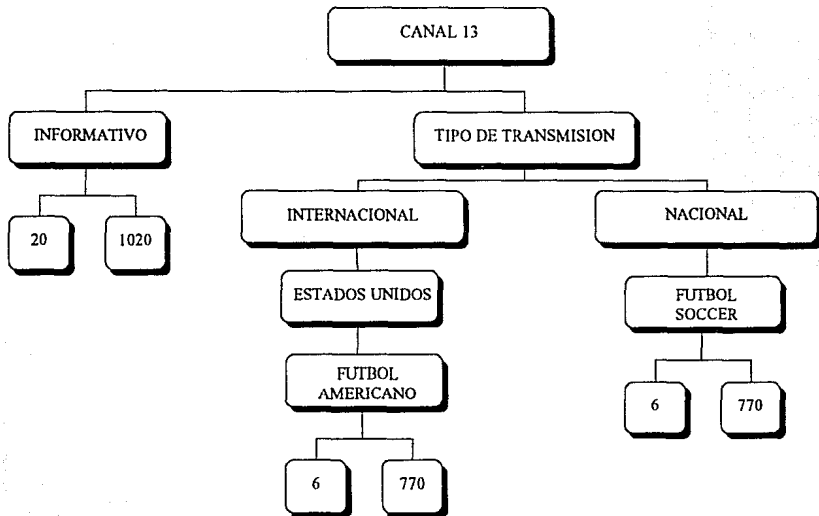 CANAL 13
INFORMATIVO
TIPO DE TRANSMISION
20
1020
INTERNACIONAL
NACIONAL
ESTADOS UNIDOS
FUTBOL
SOCCER
FUTBOL
AMERICANO
6
770
6
770